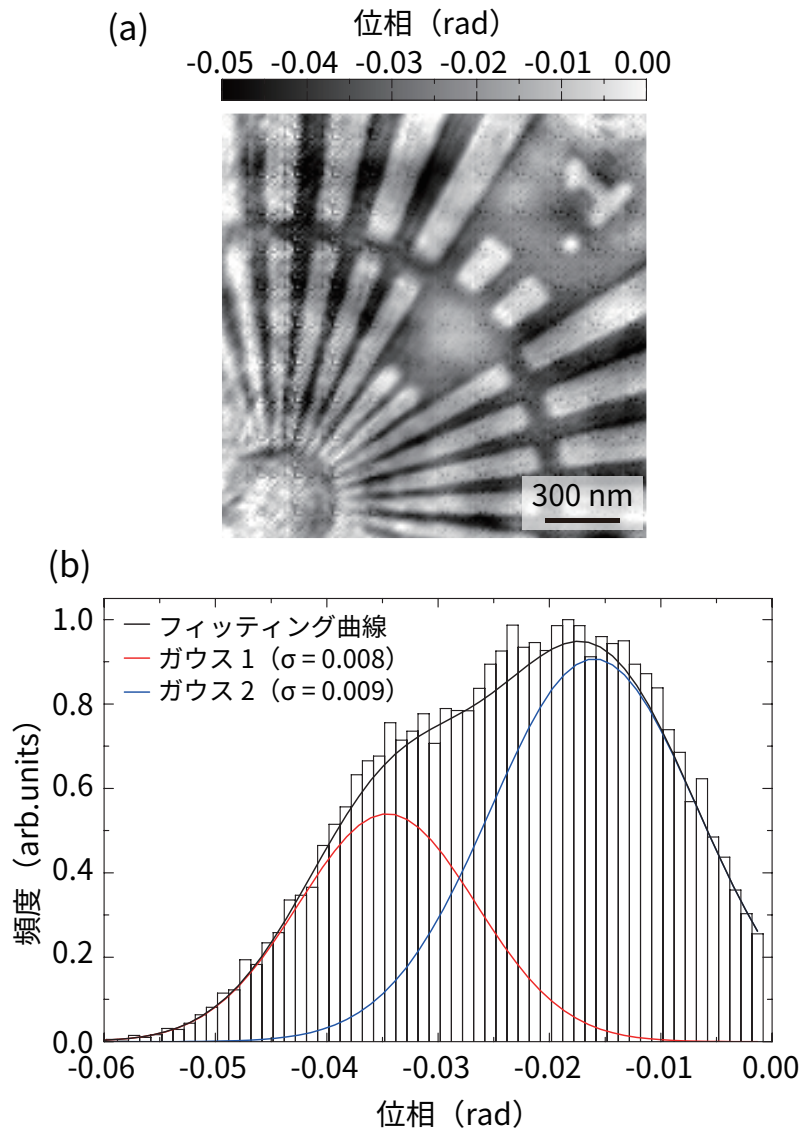 (a)
位相（rad）
-0.05 -0.04 -0.03 -0.02 -0.01 0.00
300 nm
(b)
1.0
0.8
0.6
0.4
0.2
0.0
頻度（arb.units）
フィッティング曲線
ガウス 1（σ = 0.008）
ガウス 2（σ = 0.009）
-0.06 -0.05 -0.04 -0.03 -0.02 -0.01 0.00
位相（rad）